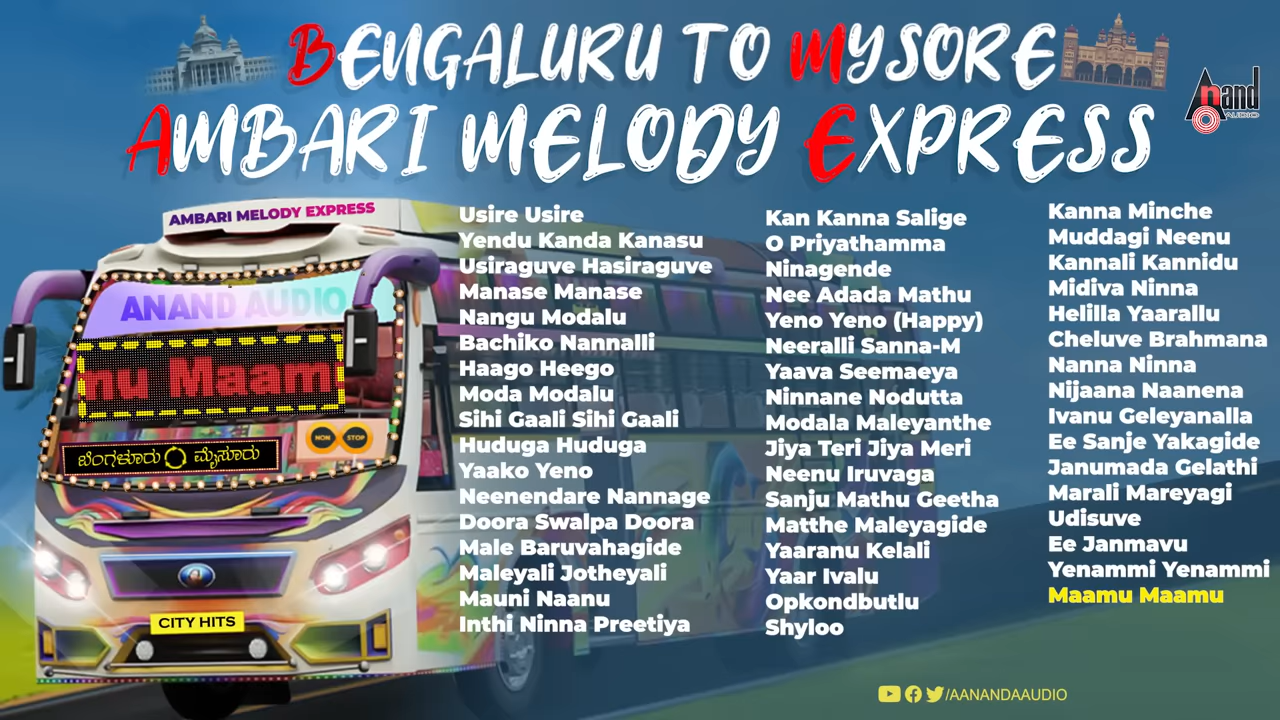 BENGALURU TO MYSORE
AMBARI MELODY EXPRESS
Anand
AUDIO
AMBARI MELODY EXPRESS
ANAND AUDIO
mu Maam
ಬೆಂಗಳೂರು ಮೈಸೂರು
NON STOP
CITY HITS
Usire Usire
Yendu Kanda Kanasu
Usiraguve Hasiraguve
Manase Manase
Nangu Modalu
Bachiko Nannalli
Haago Heego
Moda Modalu
Sihi Gaali Sihi Gaali
Huduga Huduga
Yaako Yeno
Neenendare Nannage
Doora Swalpa Doora
Male Baruvahagide
Maleyali Jotheyali
Mauni Naanu
Inthi Ninna Preetiya
Kan Kanna Salige
O Priyathamma
Ninagende
Nee Adada Mathu
Yeno Yeno (Happy)
Neeralli Sanna-M
Yaava Seemaeya
Ninnane Nodutta
Modala Maleyanthe
Jiya Teri Jiya Meri
Neenu Iruvaga
Sanju Mathu Geetha
Matthe Maleyagide
Yaaranu Kelali
Yaar Ivalu
Opkondbutlu
Shyloo
Kanna Minche
Muddagi Neenu
Kannali Kannidu
Midiva Ninna
Helilla Yaarallu
Cheluve Brahmana
Nanna Ninna
Nijaana Naanena
Ivanu Geleyanalla
Ee Sanje Yakagide
Janumada Gelathi
Marali Mareyagi
Udisuve
Ee Janmavu
Yenammi Yenammi
Maamu Maamu
/AANANDAAUDIO